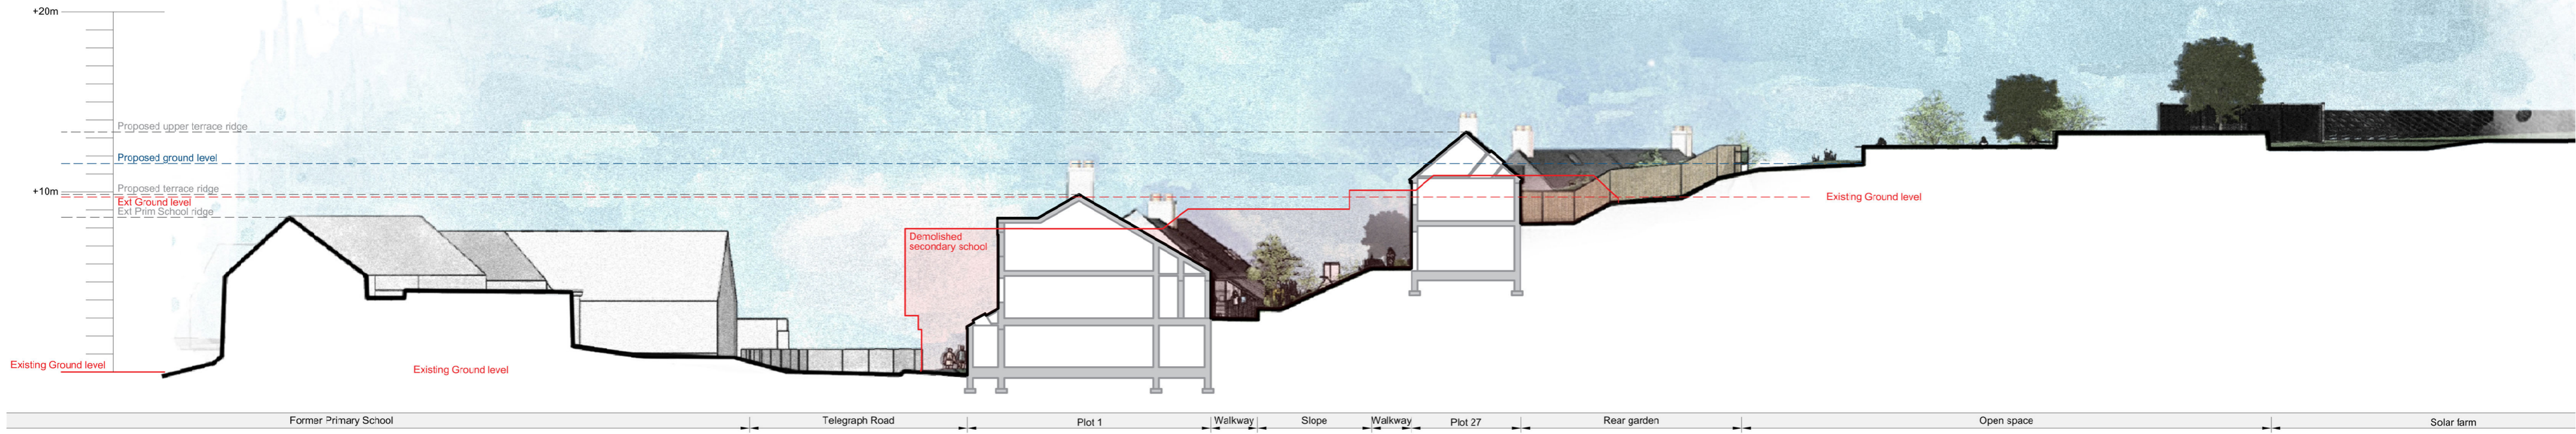 +20m
Proposed upper terrace ridge
Proposed ground level
+10m
Proposed terrace ridge
Ext Ground level
Ext Prim School ridge
Existing Ground level
Demolished
secondary school
Existing Ground level
Existing Ground level
Former Primary School
Telegraph Road
Plot 1
Walkway
Slope
Walkway
Plot 27
Rear garden
Open space
Solar farm